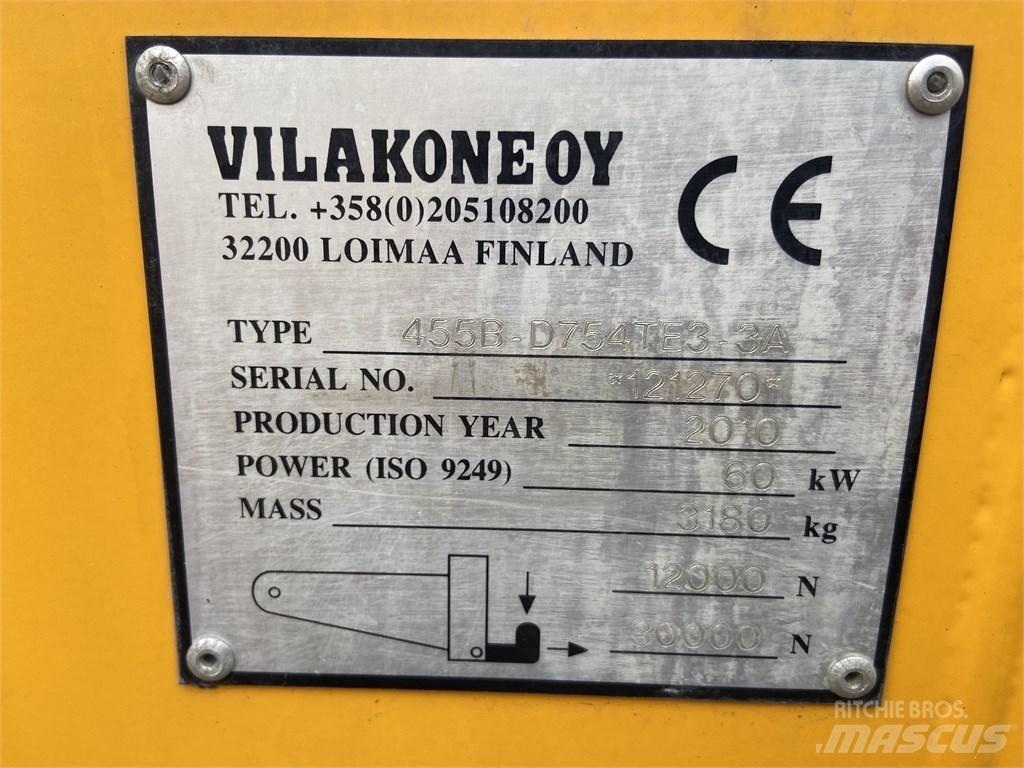 VILAKONE OY
TEL. +358(0)205108200
32200 LOIMAA FINLAND
CE
TYPE 455B-D754TE3-3A
SERIAL NO. *121270*
PRODUCTION YEAR 2010
POWER (ISO 9249) 60 kW
MASS 3180 kg
12000 N
30000 N
RITCHIE BROS.
MASCUS